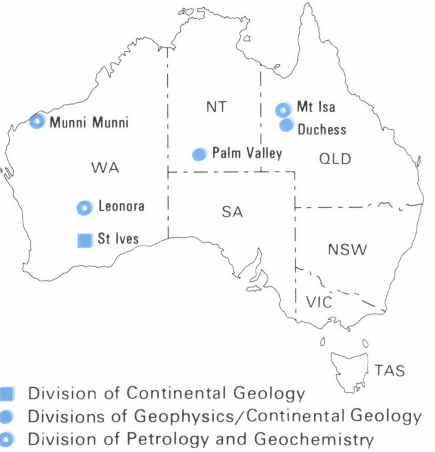 NT
Mt Isa
Duchess
Munni Munni
Palm Valley
QLD
WA
Leonora
SA
St Ives
NSW
VIC
TAS
Division of Continental Geology
Divisions of Geophysics/Continental Geology
Division of Petrology and Geochemistry